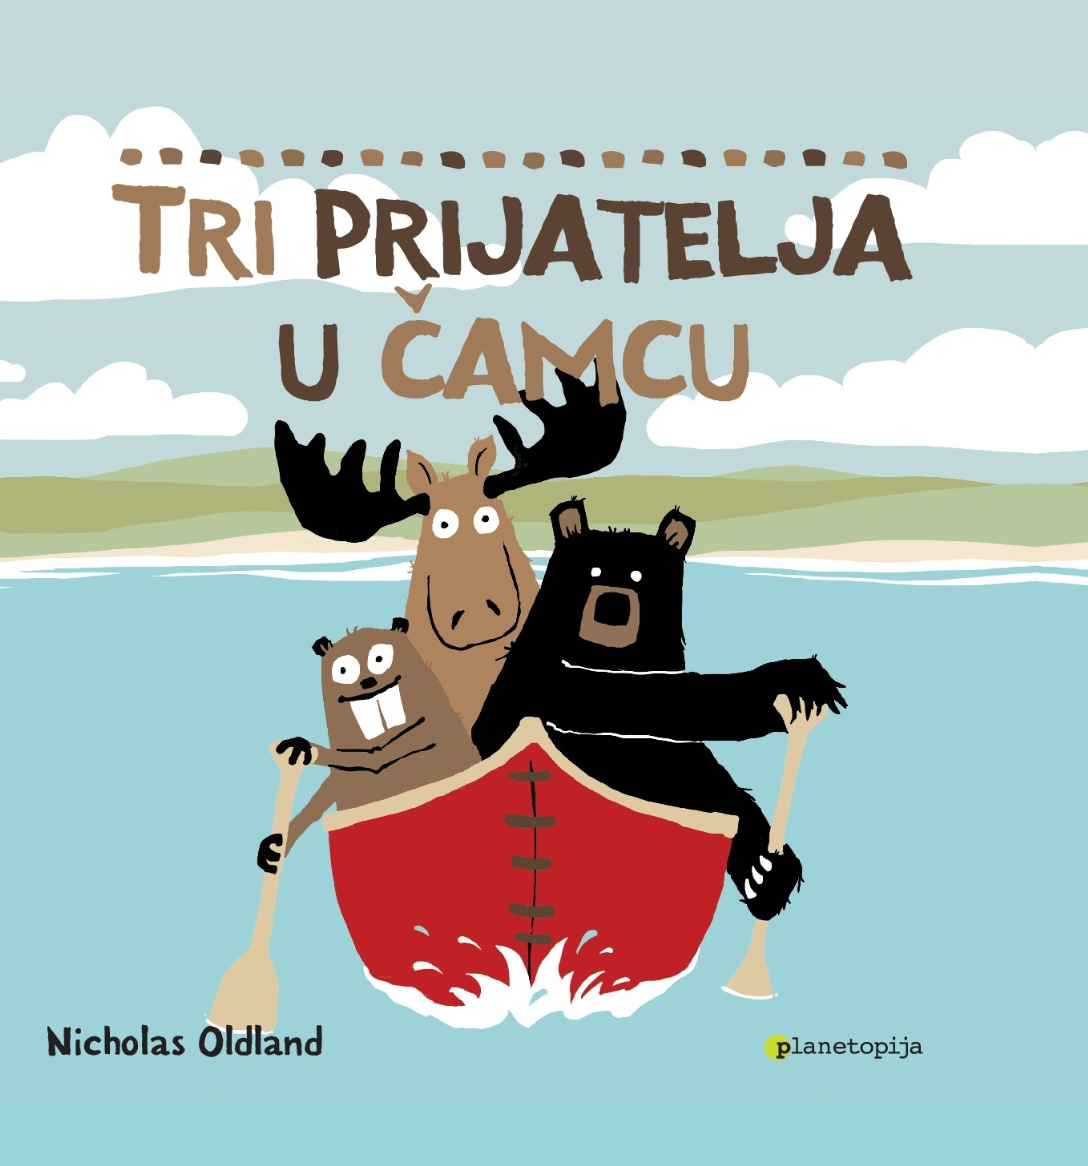 TRI PRIJATELJA
U ČAMCU
Nicholas Oldland
planetopija